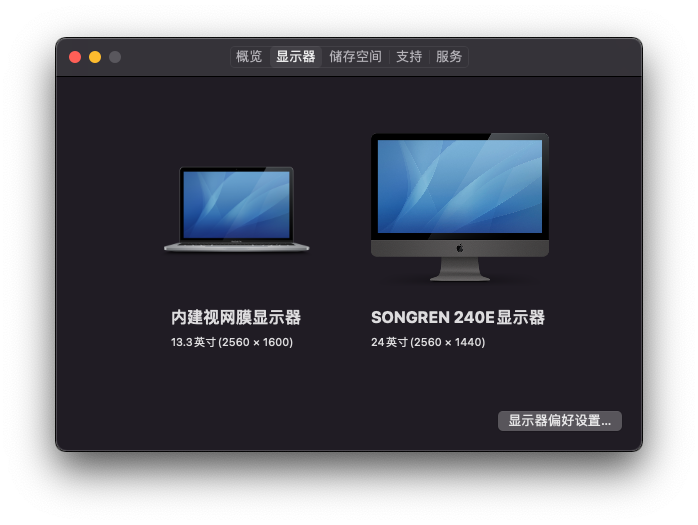 概览 显示器 储存空间 支持 服务
内建视网膜显示器
13.3英寸 (2560 × 1600)
SONGREN 240E显示器
24英寸 (2560 × 1440)
显示器偏好设置...